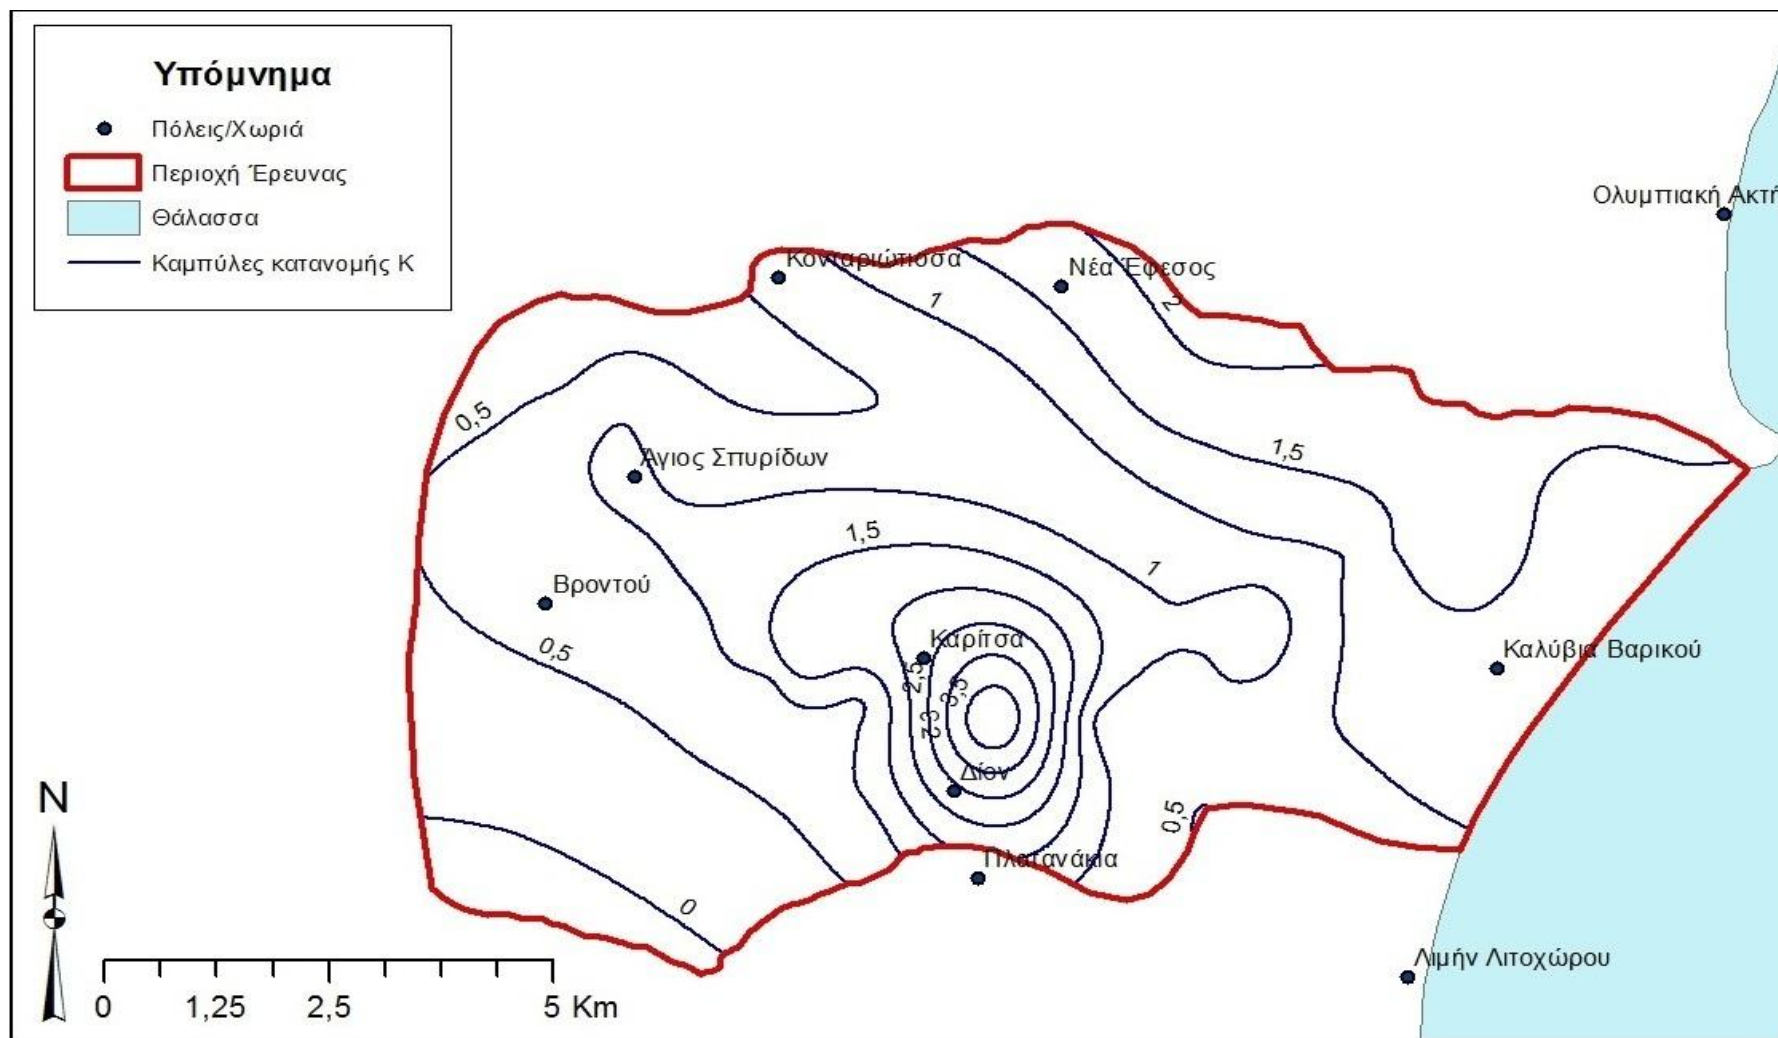 Υπόμνημα
Πόλεις/Χωριά
Περιοχή Έρευνας
Θάλασσα
Καμπύλες κατανομής Κ
Ολυμπιακή Ακτή
Κονταριώτισσα
Νέα Έφεσος
1
2
0,5
1,5
Άγιος Σπυρίδων
1,5
1
Βροντού
0,5
Καρίτσα
Καλύβια Βαρικού
2,5
3,5
3
2
Δίον
0,5
Πλατανάκια
0
Λιμήν Λιτοχώρου
N
0 1,25 2,5 5 Km